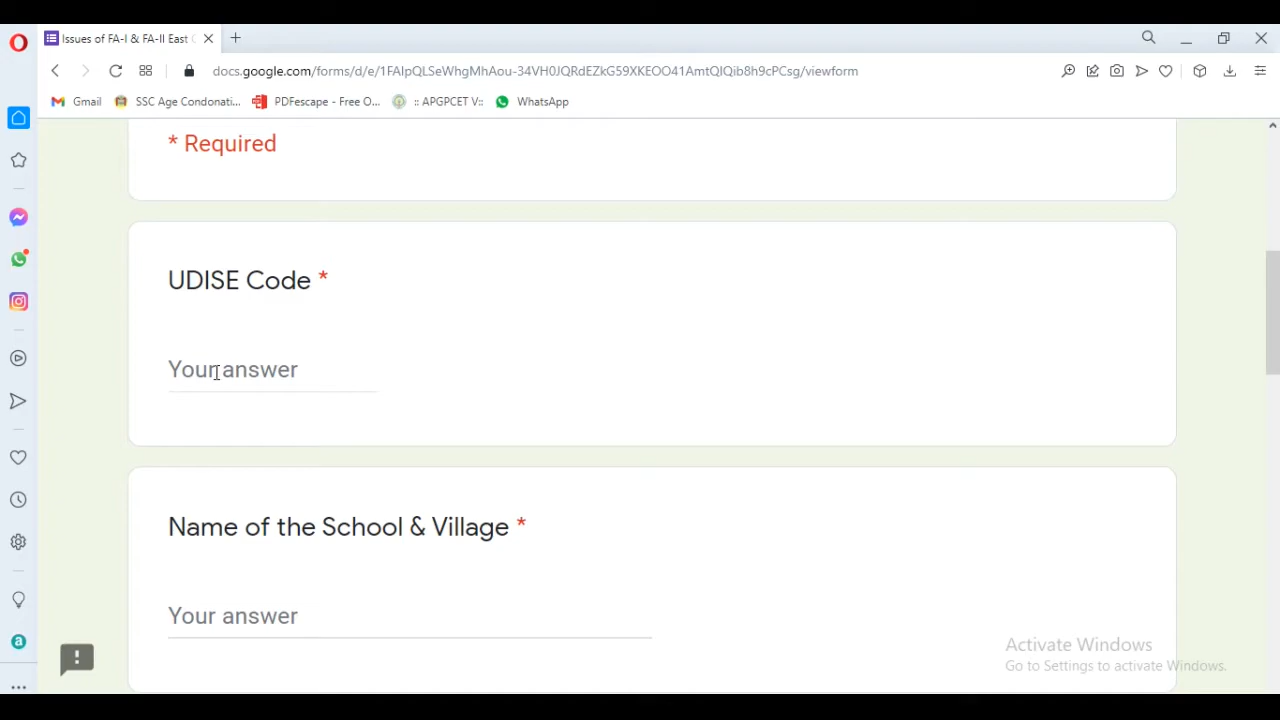 Issues of FA-I & FA-II East
docs.google.com/forms/d/e/1FAIpQLSeWhgMhAou-34VH0JQRdEZkG59XKEOO41AmtQIQib8h9cPCsg/viewform
Gmail SSC Age Condonati... PDFescape - Free O... :: APGPCET V:: WhatsApp
* Required
UDISE Code *
Your answer
Name of the School & Village *
Your answer
Activate Windows
Go to Settings to activate Windows.